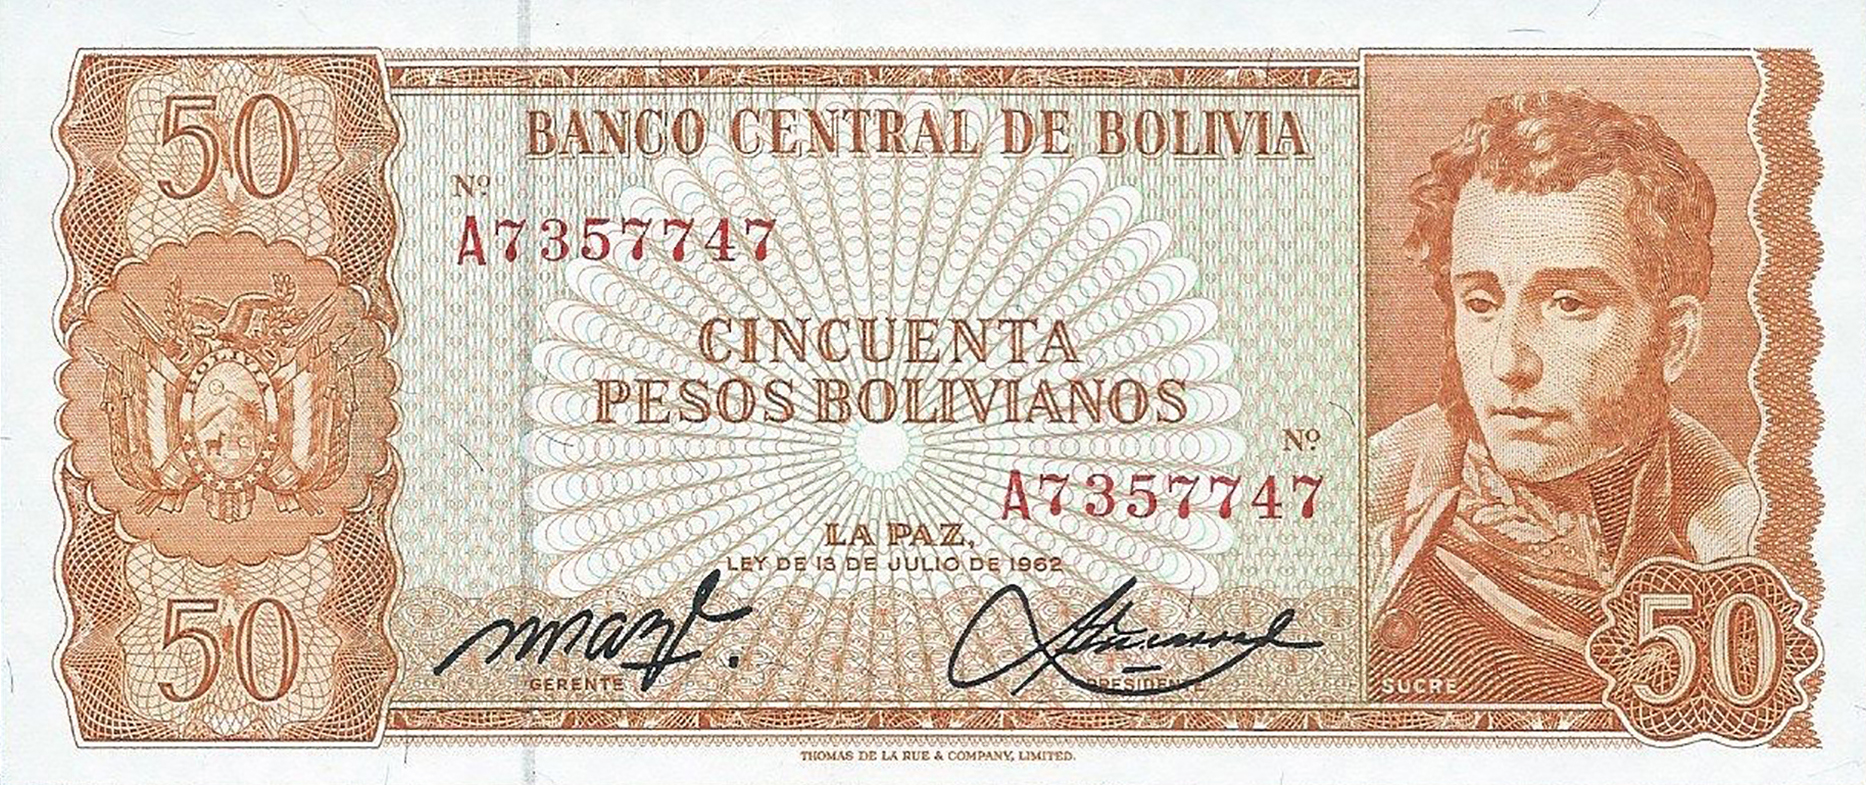 50
BANCO CENTRAL DE BOLIVIA
Nº
A7357747
BOLIVIA
CINCUENTA
PESOS BOLIVIANOS
Nº
A7357747
LA PAZ,
LEY DE 13 DE JULIO DE 1962
50
GERENTE
PRESIDENTE
SUCRE
50
THOMAS DE LA RUE & COMPANY, LIMITED.